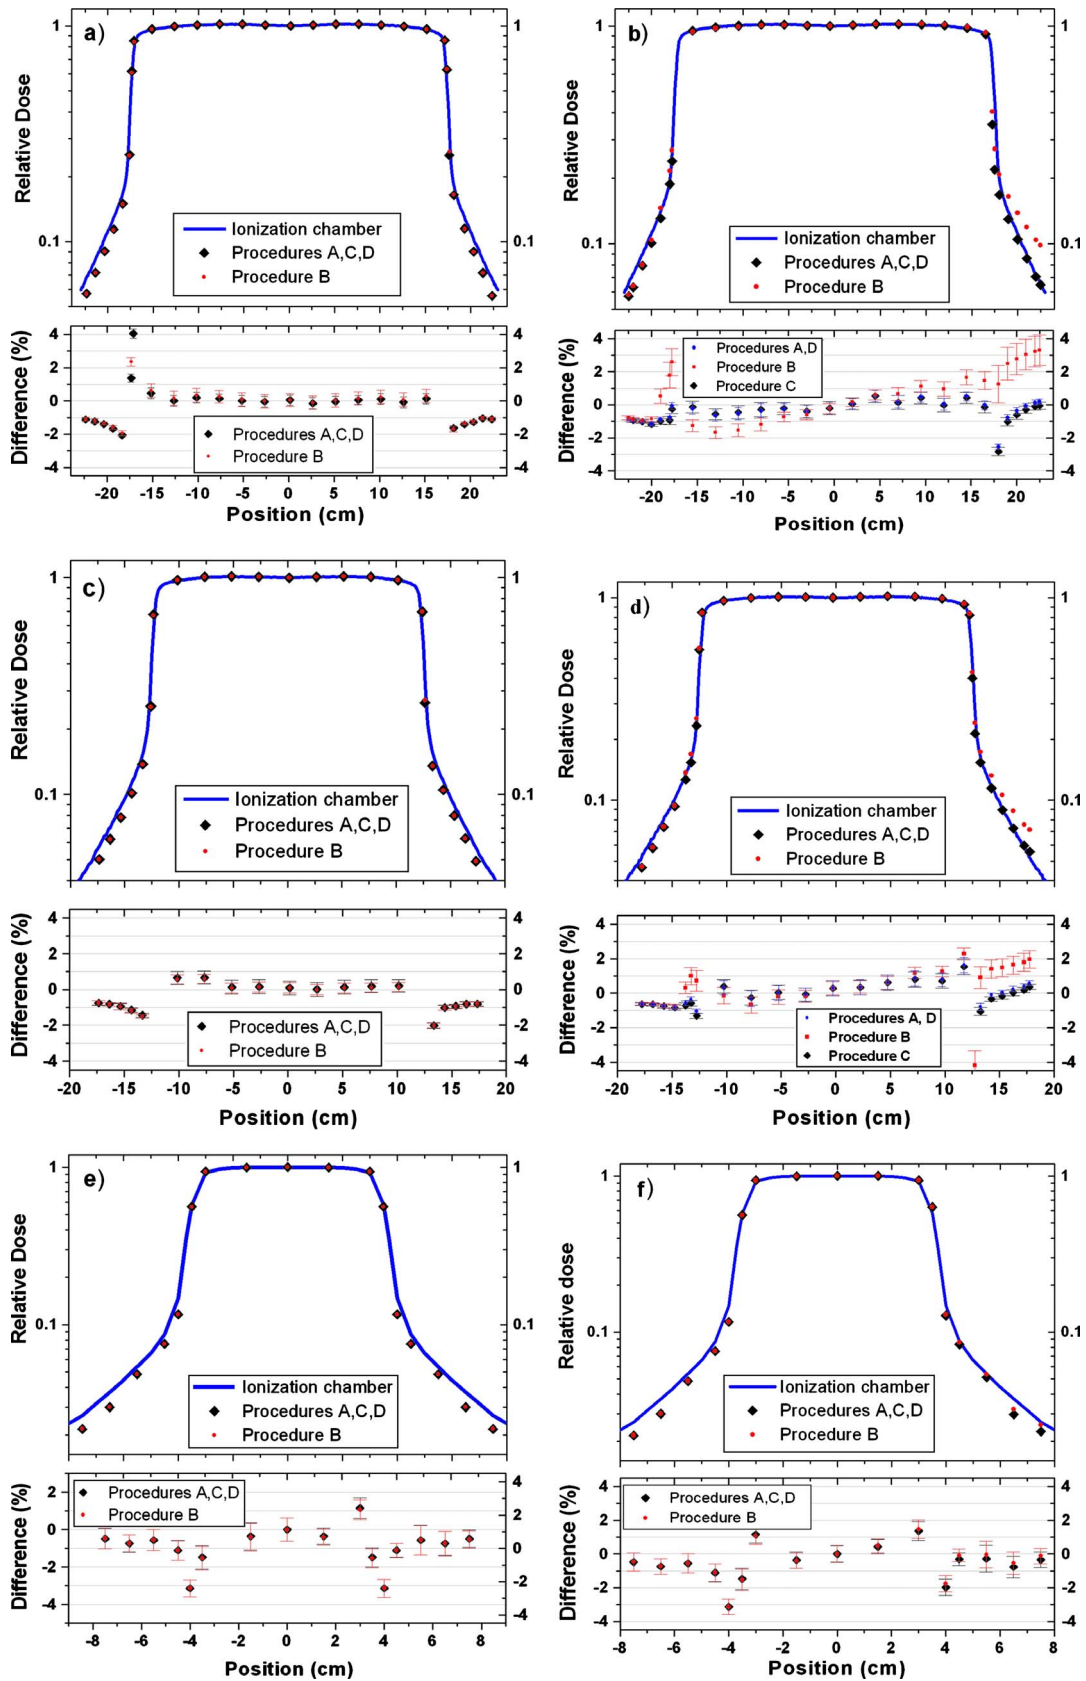 a)
Relative Dose
1
0.1
1
0.1
Ionization chamber
Procedures A,C,D
Procedure B
Difference (%)
4
2
0
-2
-4
4
2
0
-2
-4
Procedures A,C,D
Procedure B
-20 -15 -10 -5 0 5 10 15 20
Position (cm)
b)
Relative Dose
1
0.1
1
0.1
Ionization chamber
Procedures A,C,D
Procedure B
Difference (%)
4
2
0
-2
-4
4
2
0
-2
-4
Procedures A,D
Procedure B
Procedure C
-20 -15 -10 -5 0 5 10 15 20
Position (cm)
c)
Relative Dose
1
0.1
1
0.1
Ionization chamber
Procedures A,C,D
Procedure B
Difference (%)
4
2
0
-2
-4
4
2
0
-2
-4
Procedures A,C,D
Procedure B
-20 -15 -10 -5 0 5 10 15 20
Position (cm)
d)
Relative Dose
1
0.1
1
0.1
Ionization chamber
Procedures A,C,D
Procedure B
Difference (%)
4
2
0
-2
-4
4
2
0
-2
-4
Procedures A, D
Procedure B
Procedure C
-20 -15 -10 -5 0 5 10 15 20
Position (cm)
e)
Relative Dose
1
0.1
1
0.1
Ionization chamber
Procedures A,C,D
Procedure B
Difference (%)
2
0
-2
-4
4
2
0
-2
-4
Procedures A,C,D
Procedure B
-8 -6 -4 -2 0 2 4 6 8
Position (cm)
f)
Relative dose
1
0.1
1
0.1
Ionization chamber
Procedures A,C,D
Procedure B
Difference (%)
4
2
0
-2
-4
4
2
0
-2
-4
Procedures A,C,D
Procedure B
-8 -6 -4 -2 0 2 4 6 8
Position (cm)